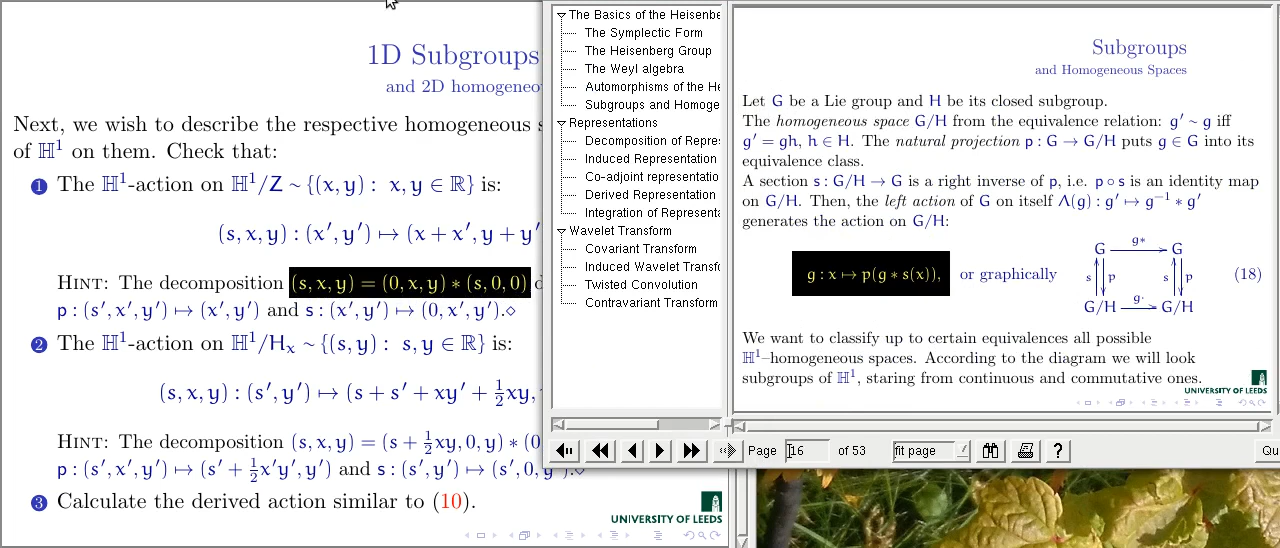 1D Subgroups
and 2D homogeneou
Next, we wish to describe the respective homogeneous s
of ℍ¹ on them. Check that:
1 The ℍ¹-action on ℍ¹/Z ∼ {(x, y) : x, y ∈ ℝ} is:
(s, x, y) : (x′, y′) ↦ (x + x′, y + y′
HINT: The decomposition (s, x, y) = (0, x, y) ∗ (s, 0, 0) d
p : (s′, x′, y′) ↦ (x′, y′) and s : (x′, y′) ↦ (0, x′, y′).⋄
2 The ℍ¹-action on ℍ¹/Hₓ ∼ {(s, y) : s, y ∈ ℝ} is:
(s, x, y) : (s′, y′) ↦ (s + s′ + xy′ + ½xy,
HINT: The decomposition (s, x, y) = (s + ½xy, 0, y) ∗ (0
p : (s′, x′, y′) ↦ (s′ + ½x′y′, y′) and s : (s′, y′) ↦ (s′, 0, y′).⋄
3 Calculate the derived action similar to (10).
UNIVERSITY OF LEEDS
The Basics of the Heisenbe
The Symplectic Form
The Heisenberg Group
The Weyl algebra
Automorphisms of the He
Subgroups and Homoge
Representations
Decomposition of Repres
Induced Representation
Co-adjoint representatio
Derived Representation
Integration of Representa
Wavelet Transform
Covariant Transform
Induced Wavelet Transfo
Twisted Convolution
Contravariant Transform
Subgroups
and Homogeneous Spaces
Let G be a Lie group and H be its closed subgroup.
The homogeneous space G/H from the equivalence relation: g′ ∼ g iff
g′ = gh, h ∈ H. The natural projection p : G → G/H puts g ∈ G into its
equivalence class.
A section s : G/H → G is a right inverse of p, i.e. p ∘ s is an identity map
on G/H. Then, the left action of G on itself Λ(g) : g′ ↦ g⁻¹ ∗ g′
generates the action on G/H:
g : x ↦ p(g ∗ s(x)), or graphically (18)
G g∗ G
s p s p
G/H g· G/H
We want to classify up to certain equivalences all possible
ℍ¹–homogeneous spaces. According to the diagram we will look
subgroups of ℍ¹, staring from continuous and commutative ones.
UNIVERSITY OF LEEDS
Page 16 of 53 fit page ? Qu